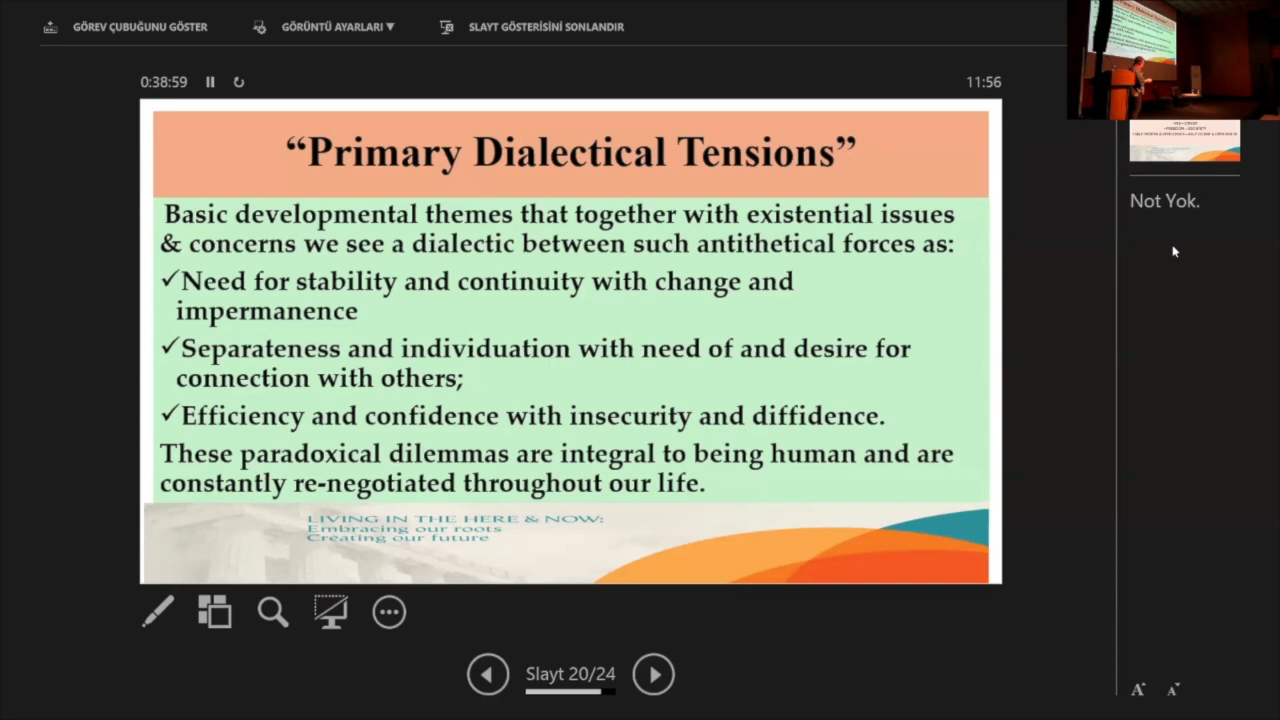 GÖREV ÇUBUĞUNU GÖSTER
GÖRÜNTÜ AYARLARI ▼
SLAYT GÖSTERİSİNİ SONLANDIR
0:38:59
11:56
“Primary Dialectical Tensions”
Basic developmental themes that together with existential issues
& concerns we see a dialectic between such antithetical forces as:
✓Need for stability and continuity with change and
impermanence
✓Separateness and individuation with need of and desire for
connection with others;
✓Efficiency and confidence with insecurity and diffidence.
These paradoxical dilemmas are integral to being human and are
constantly re-negotiated throughout our life.
LIVING IN THE HERE & NOW:
Embracing our roots
Creating our future
Not Yok.
Slayt 20/24
A A